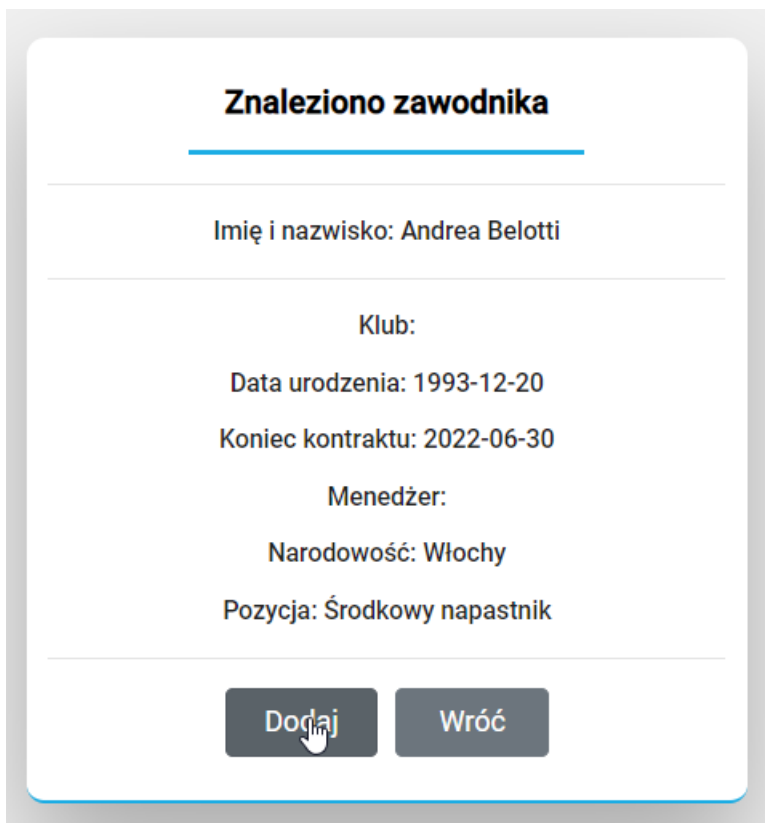 Znaleziono zawodnika
Imię i nazwisko: Andrea Belotti
Klub:
Data urodzenia: 1993-12-20
Koniec kontraktu: 2022-06-30
Menedżer:
Narodowość: Włochy
Pozycja: Środkowy napastnik
Dodaj
Wróć